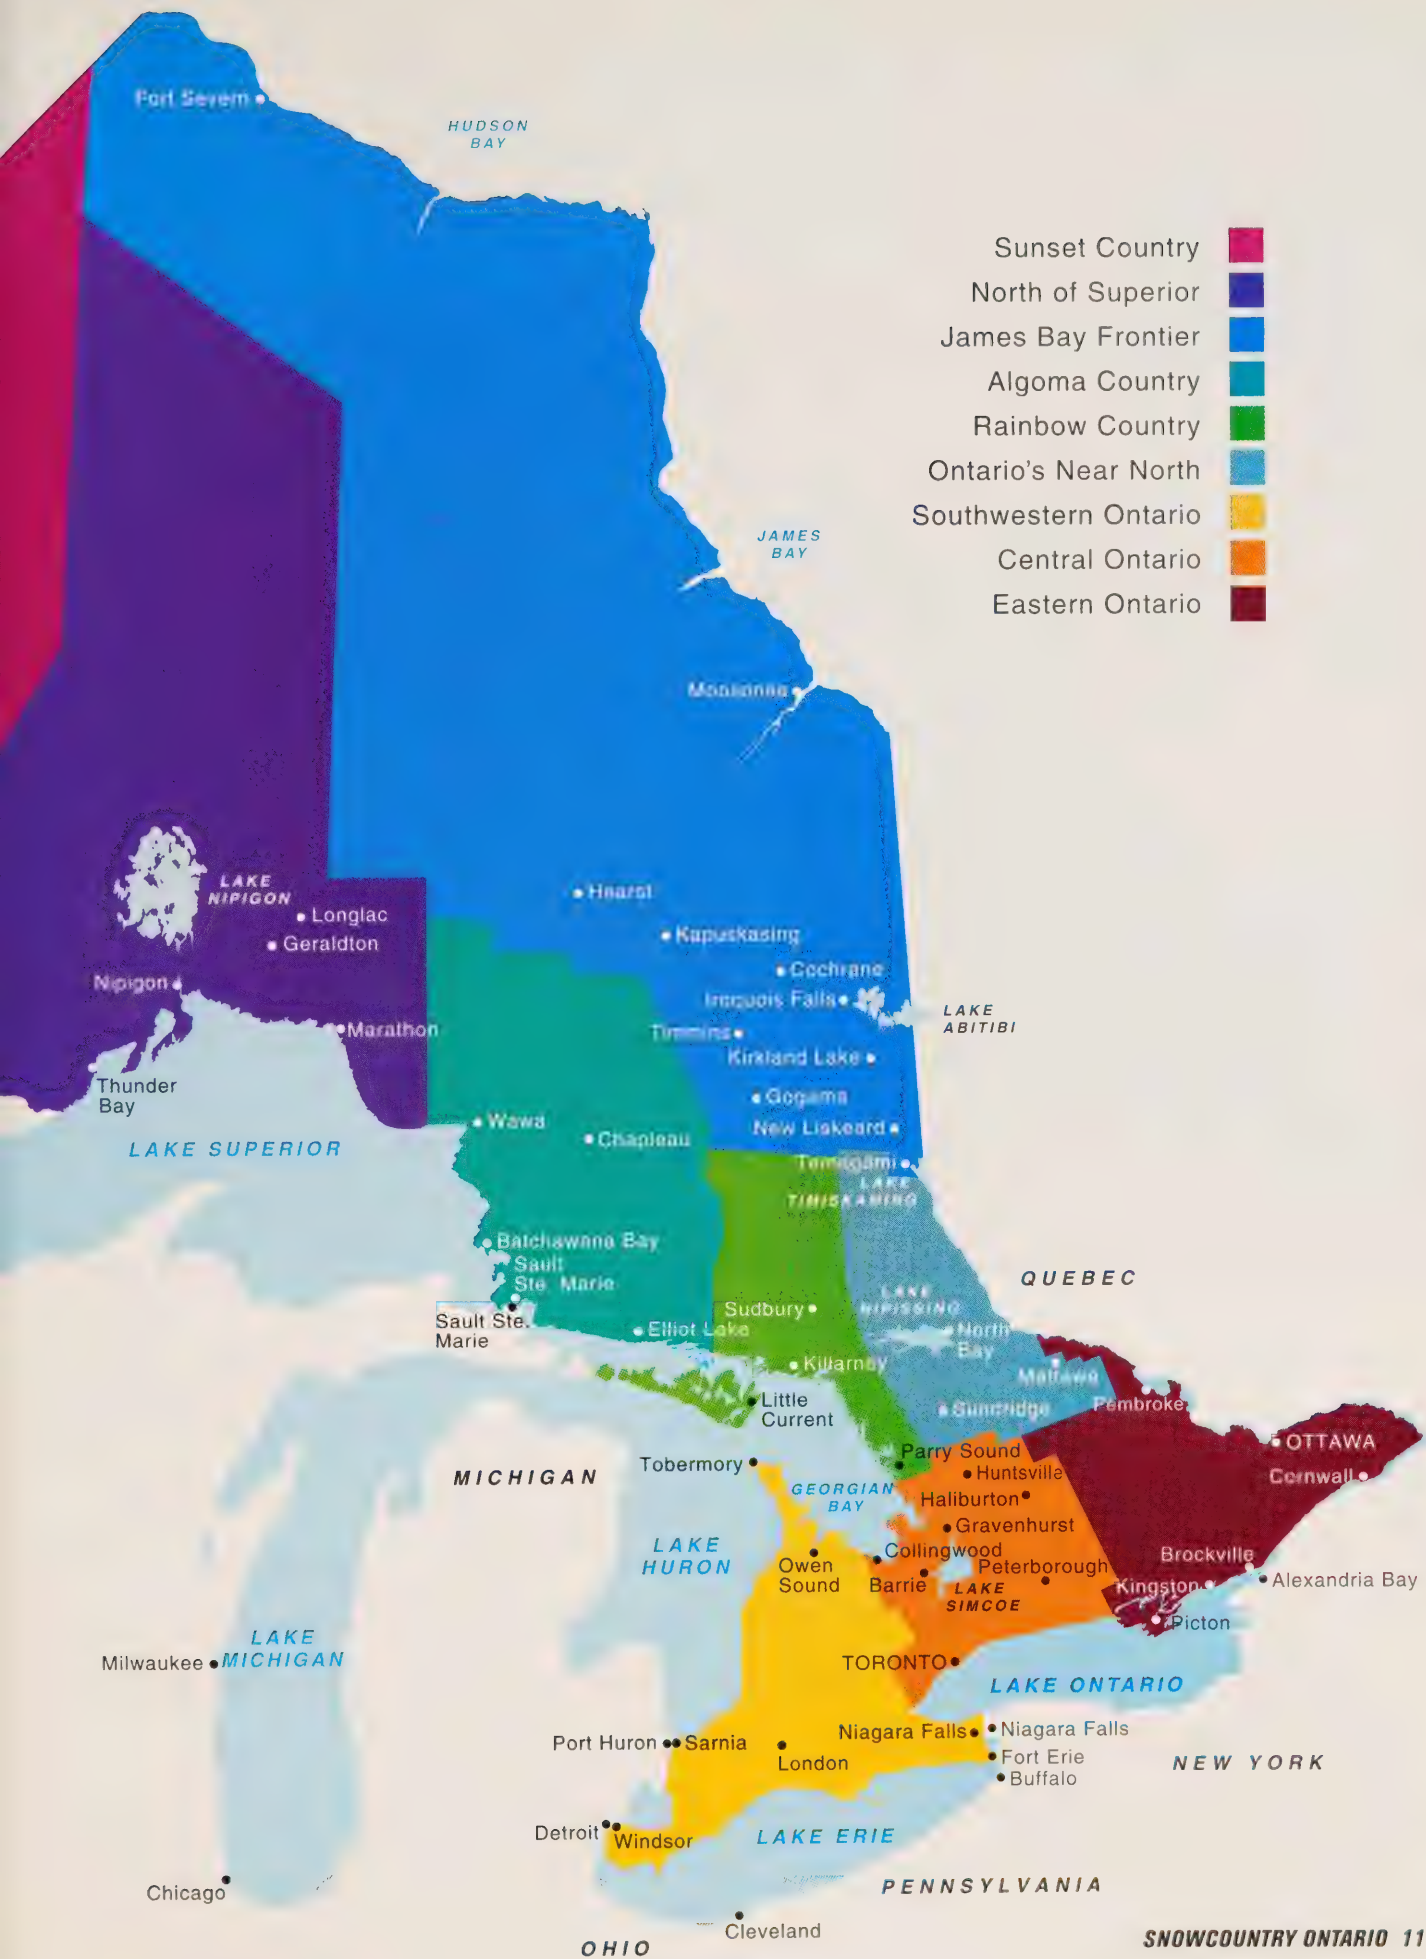 Fort Severn
HUDSON
BAY
Sunset Country
North of Superior
James Bay Frontier
Algoma Country
Rainbow Country
Ontario's Near North
Southwestern Ontario
Central Ontario
Eastern Ontario
JAMES
BAY
Moosonee
LAKE
NIPIGON
Hearst
Longlac
Kapuskasing
Geraldton
Cochrane
Nipigon
Iroquois Falls
LAKE
ABITIBI
Marathon
Timmins
Kirkland Lake
Thunder
Bay
Gogama
Wawa
New Liskeard
Chapleau
LAKE SUPERIOR
Temagami
LAKE
TIMISKAMING
Batchawana Bay
Sault
Ste. Marie
QUEBEC
LAKE
NIPISSING
Sudbury
Sault Ste.
Marie
Elliot Lake
North
Bay
Killarney
Mattawa
Little
Current
Sundridge
Pembroke
OTTAWA
Parry Sound
Tobermory
MICHIGAN
Huntsville
Cornwall
GEORGIAN
BAY
Haliburton
Gravenhurst
LAKE
HURON
Collingwood
Owen
Sound
Peterborough
Brockville
Barrie
LAKE
SIMCOE
Kingston
Alexandria Bay
Picton
LAKE
MICHIGAN
Milwaukee
TORONTO
LAKE ONTARIO
Niagara Falls
Niagara Falls
Port Huron
Sarnia
London
Fort Erie
Buffalo
NEW YORK
Detroit
Windsor
LAKE ERIE
PENNSYLVANIA
Chicago
Cleveland
OHIO
SNOWCOUNTRY ONTARIO 11